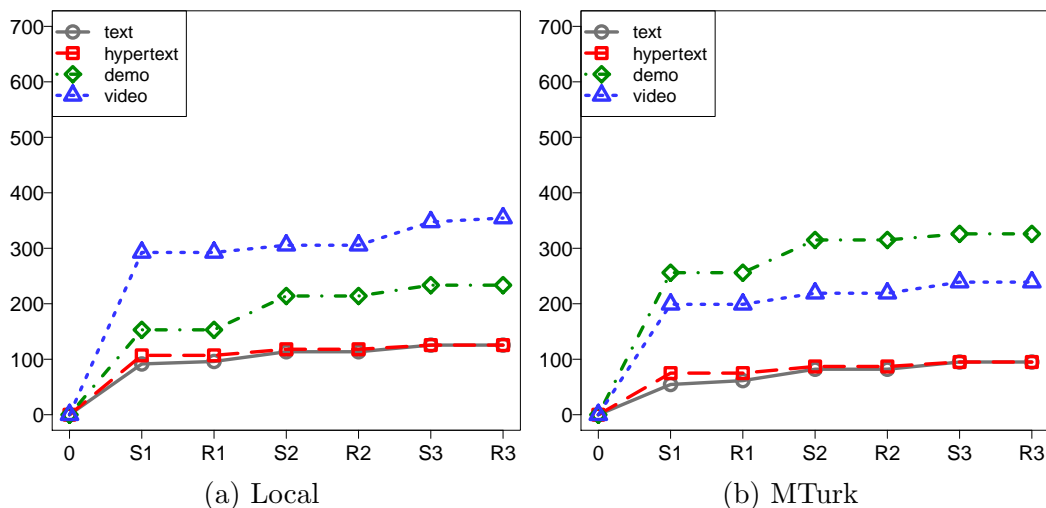 700
600
500
400
300
200
100
0
text
hypertext
demo
video
0 S1 R1 S2 R2 S3 R3
(a) Local
700
600
500
400
300
200
100
0
text
hypertext
demo
video
0 S1 R1 S2 R2 S3 R3
(b) MTurk